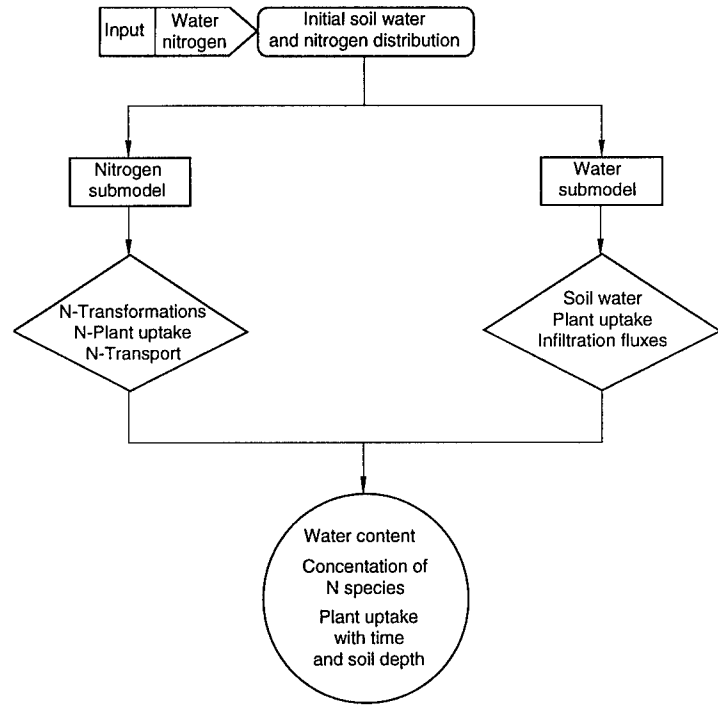 Input
Water
nitrogen
Initial soil water
and nitrogen distribution
Nitrogen
submodel
Water
submodel
N-Transformations
N-Plant uptake
N-Transport
Soil water
Plant uptake
Infiltration fluxes
Water content
Concentation of
N species
Plant uptake
with time
and soil depth